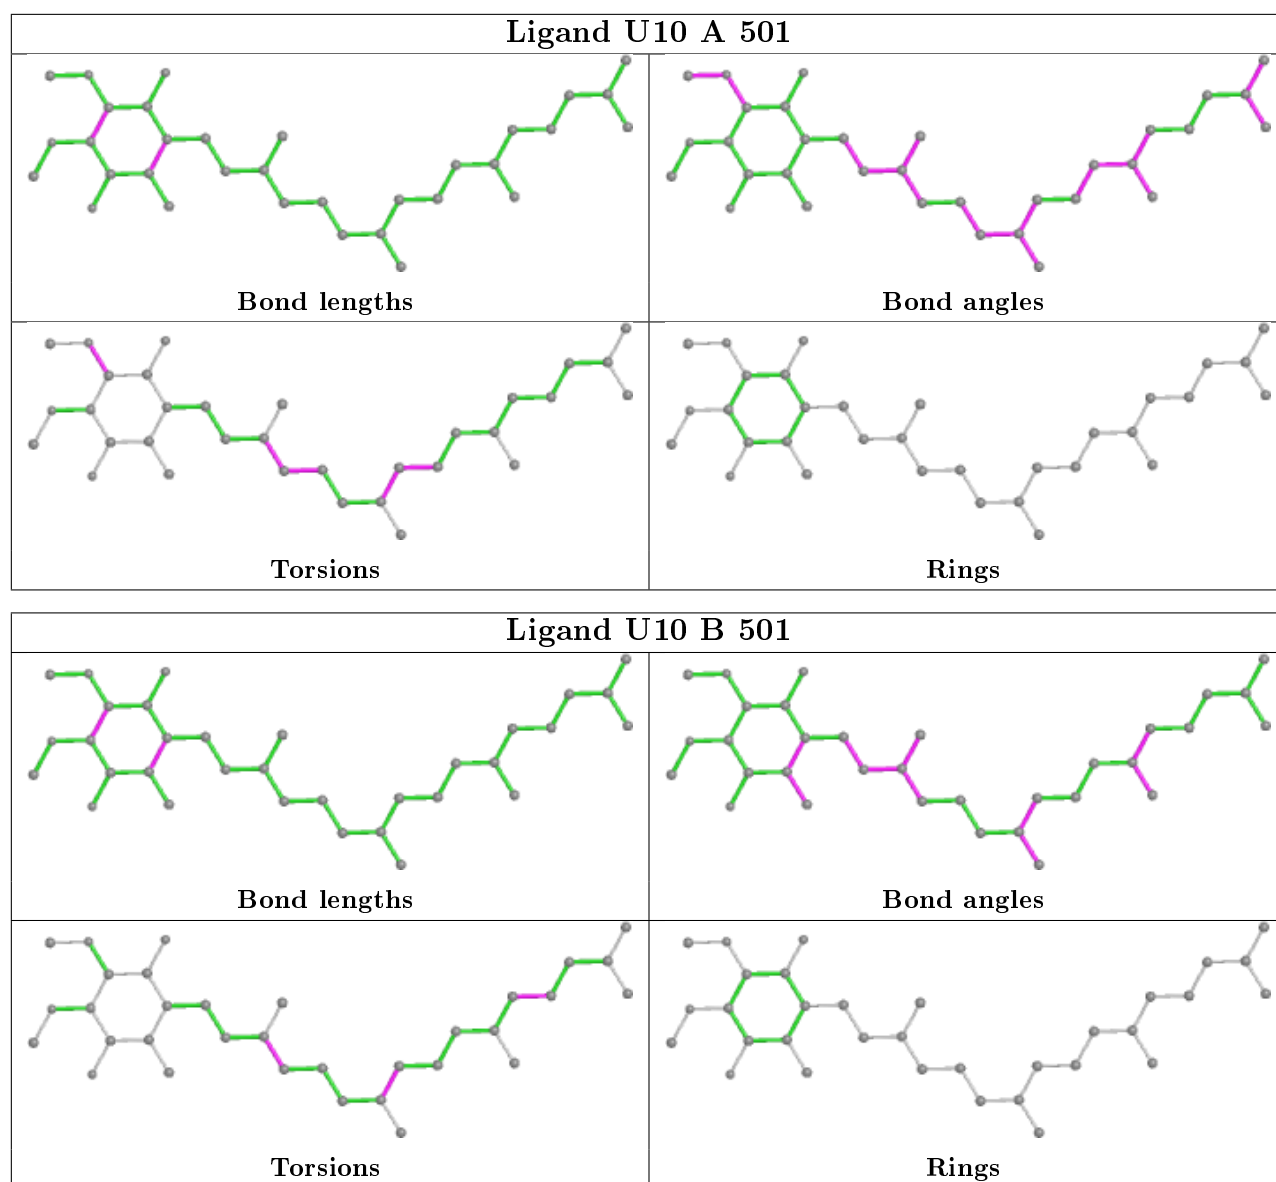 Ligand U10 A 501
Bond lengths
Bond angles
Torsions
Rings
Ligand U10 B 501
Bond lengths
Bond angles
Torsions
Rings